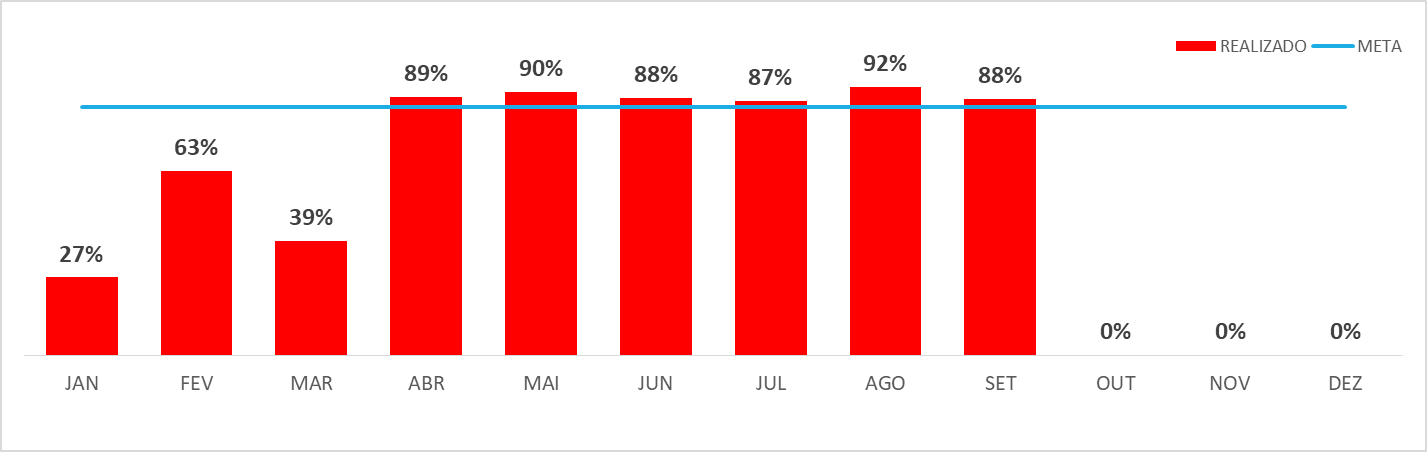 REALIZADO META
89% 90% 88% 87% 92% 88%
63%
39%
27%
0% 0% 0%
JAN FEV MAR ABR MAI JUN JUL AGO SET OUT NOV DEZ